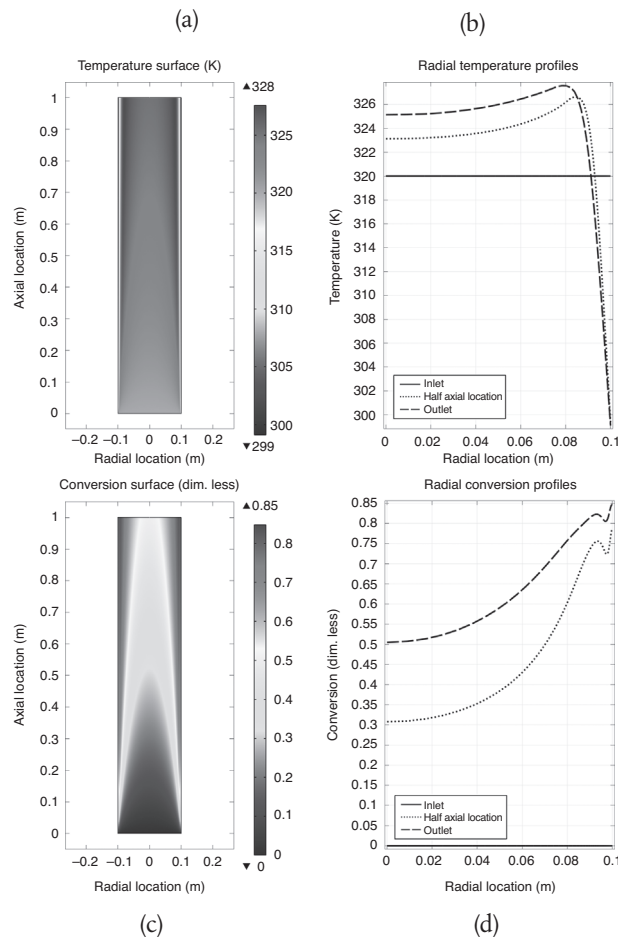 (a)
(b)
Temperature surface (K)
▲ 328
1
0.9
0.8
0.7
0.6
0.5
0.4
0.3
0.2
0.1
0
Axial location (m)
−0.2 −0.1 0 0.1 0.2
Radial location (m)
325
320
315
310
305
300
▼ 299
Radial temperature profiles
326
324
322
320
318
316
314
312
310
308
306
304
302
300
Temperature (K)
Inlet
Half axial location
Outlet
0 0.02 0.04 0.06 0.08 0.1
Radial location (m)
Conversion surface (dim. less)
▲ 0.85
1
0.9
0.8
0.7
0.6
0.5
0.4
0.3
0.2
0.1
0
Axial location (m)
−0.2 −0.1 0 0.1 0.2
Radial location (m)
0.8
0.7
0.6
0.5
0.4
0.3
0.2
0.1
0
▼ 0
Radial conversion profiles
0.85
0.8
0.75
0.7
0.65
0.6
0.55
0.5
0.45
0.4
0.35
0.3
0.25
0.2
0.15
0.1
0.05
0
Conversion (dim. less)
Inlet
Half axial location
Outlet
0 0.02 0.04 0.06 0.08 0.1
Radial location (m)
(c)
(d)